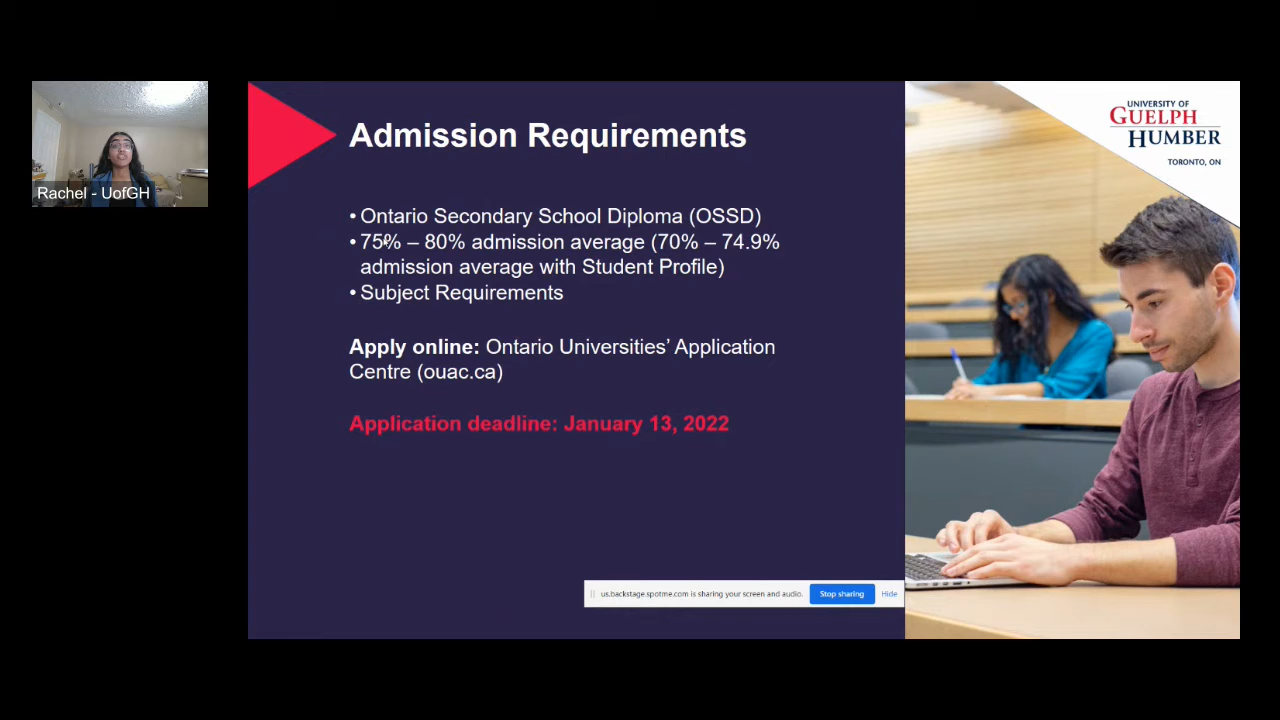 Rachel - UofGH
Admission Requirements
• Ontario Secondary School Diploma (OSSD)
• 75% – 80% admission average (70% – 74.9%
admission average with Student Profile)
• Subject Requirements
Apply online: Ontario Universities’ Application
Centre (ouac.ca)
Application deadline: January 13, 2022
UNIVERSITY OF
GUELPH
HUMBER
TORONTO, ON
us.backstage.spotme.com is sharing your screen and audio. Stop sharing Hide